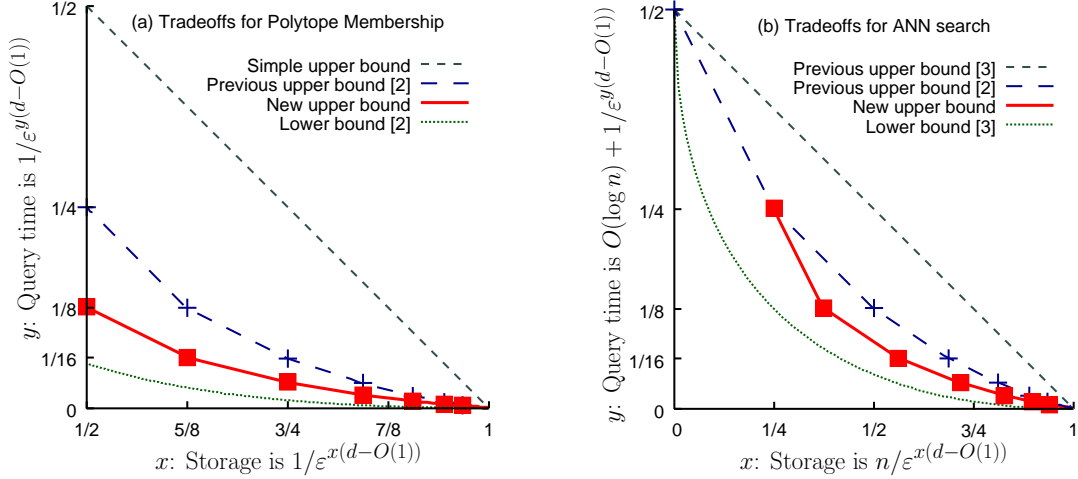 (a) Tradeoffs for Polytope Membership
Simple upper bound
Previous upper bound [2]
New upper bound
Lower bound [2]
y: Query time is 1/ε^{y(d−O(1))}
1/2
1/4
1/8
1/16
0
1/2 5/8 3/4 7/8 1
x: Storage is 1/ε^{x(d−O(1))}
(b) Tradeoffs for ANN search
Previous upper bound [3]
Previous upper bound [2]
New upper bound
Lower bound [3]
y: Query time is O(log n) + 1/ε^{y(d−O(1))}
1/2
1/4
1/8
1/16
0
0 1/4 1/2 3/4 1
x: Storage is n/ε^{x(d−O(1))}